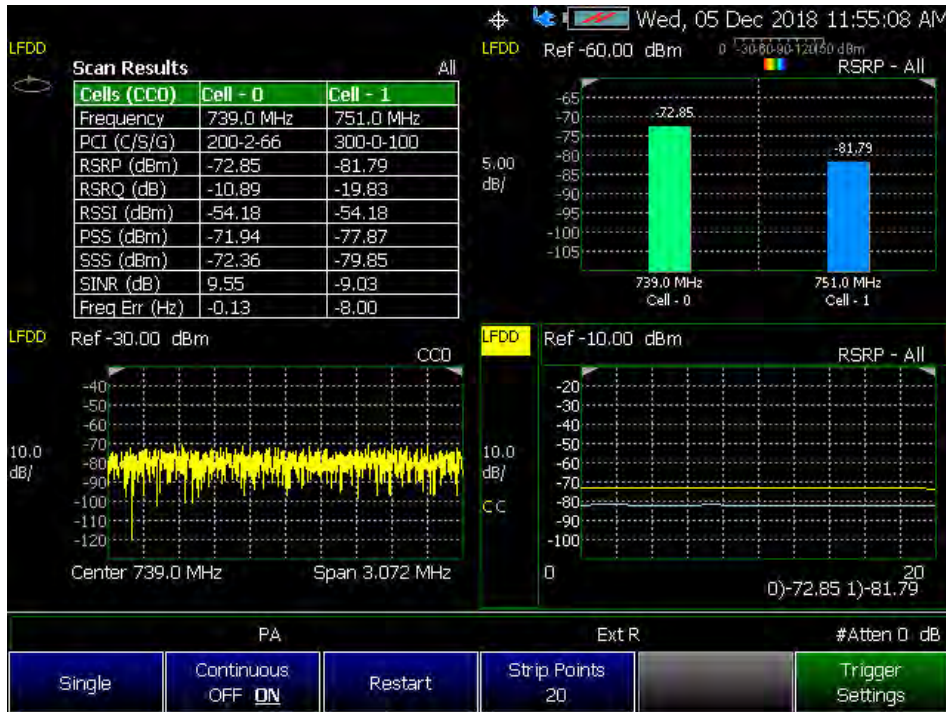 Wed, 05 Dec 2018 11:55:08 AM
LFDD
Scan Results All
Cells (CC0) Cell - 0 Cell - 1
Frequency 739.0 MHz 751.0 MHz
PCI (C/S/G) 200-2-66 300-0-100
RSRP (dBm) -72.85 -81.79
RSRQ (dB) -10.89 -19.83
RSSI (dBm) -54.18 -54.18
PSS (dBm) -71.94 -77.87
SSS (dBm) -72.36 -79.85
SINR (dB) 9.55 -9.03
Freq Err (Hz) -0.13 -8.00
LFDD Ref -60.00 dBm 0 -30-60-90-120 dBm
RSRP - All
5.00
dB/
-65
-70
-75
-80
-85
-90
-95
-100
-105
-72.85
-81.79
739.0 MHz
Cell - 0
751.0 MHz
Cell - 1
LFDD Ref -30.00 dBm
CC0
10.0
dB/
-40
-50
-60
-70
-80
-90
-100
-110
-120
Center 739.0 MHz Span 3.072 MHz
LFDD Ref -10.00 dBm
RSRP - All
10.0
dB/
CC
-20
-30
-40
-50
-60
-70
-80
-90
-100
0 20
0)-72.85 1)-81.79
PA Ext R #Atten 0 dB
Single
Continuous
OFF ON
Restart
Strip Points
20
Trigger
Settings